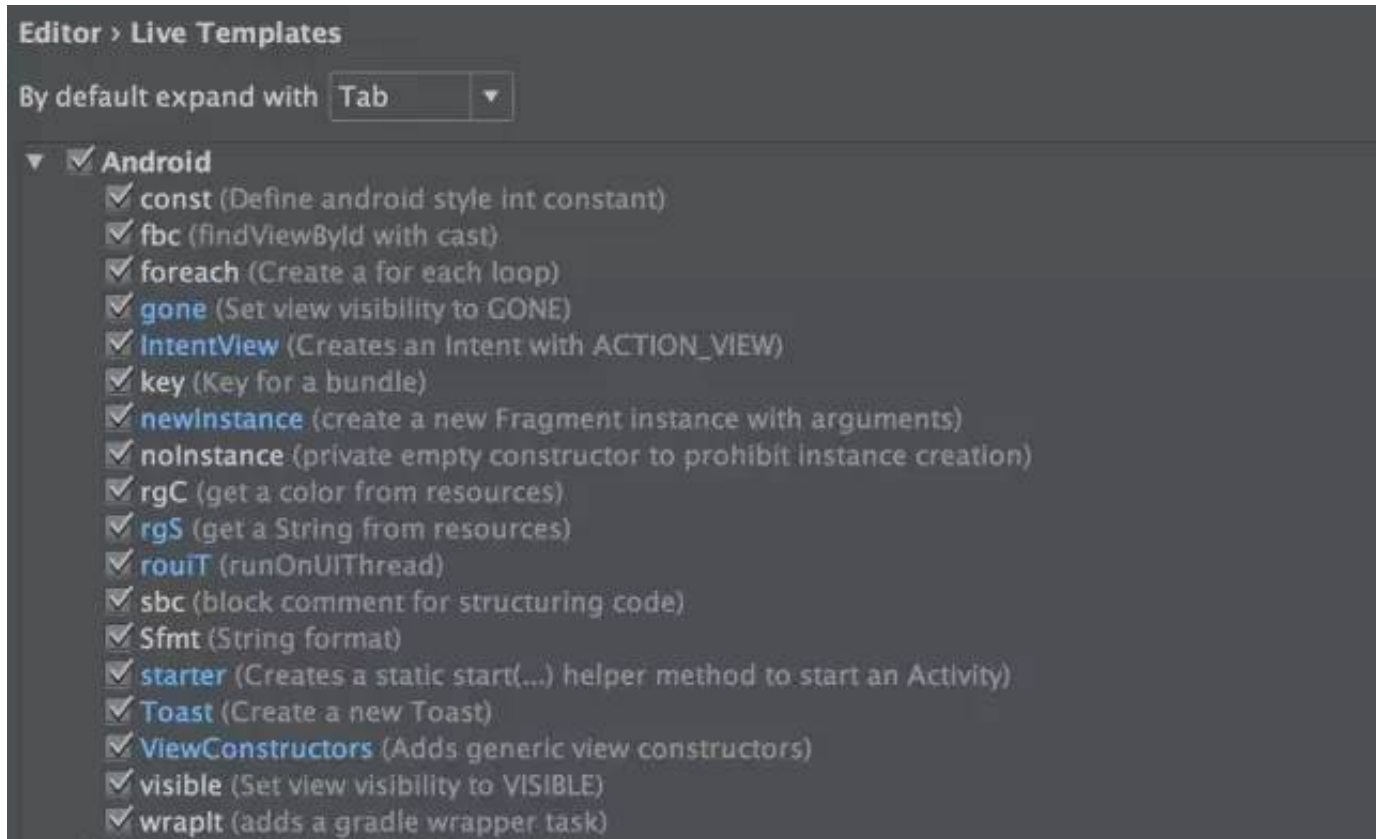 Editor › Live Templates
By default expand with Tab
Android
const (Define android style int constant)
fbc (findViewById with cast)
foreach (Create a for each loop)
gone (Set view visibility to GONE)
IntentView (Creates an Intent with ACTION_VIEW)
key (Key for a bundle)
newInstance (create a new Fragment instance with arguments)
noInstance (private empty constructor to prohibit instance creation)
rgC (get a color from resources)
rgS (get a String from resources)
rouiT (runOnUIThread)
sbc (block comment for structuring code)
Sfmt (String format)
starter (Creates a static start(...) helper method to start an Activity)
Toast (Create a new Toast)
ViewConstructors (Adds generic view constructors)
visible (Set view visibility to VISIBLE)
wrapIt (adds a gradle wrapper task)